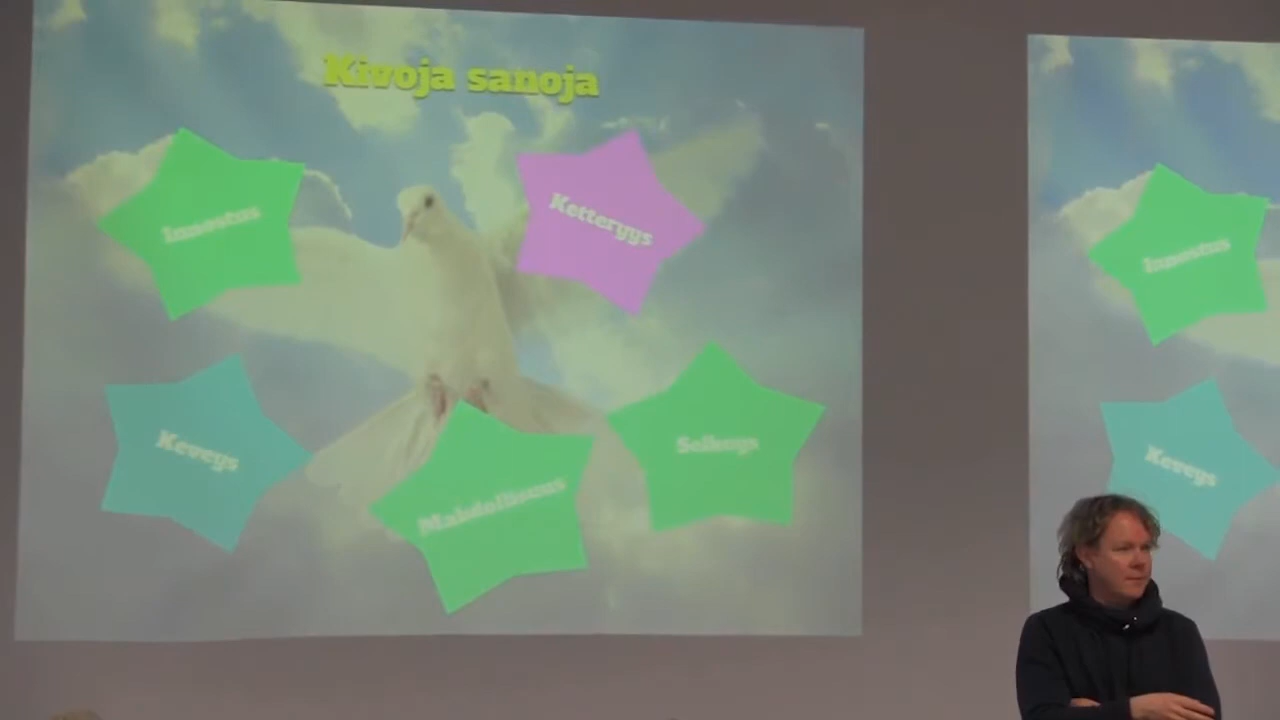 Kivoja sanoja
Innostus
Ketteryys
Keveys
Mahdollisuus
Selkeys
Innostus
Keveys